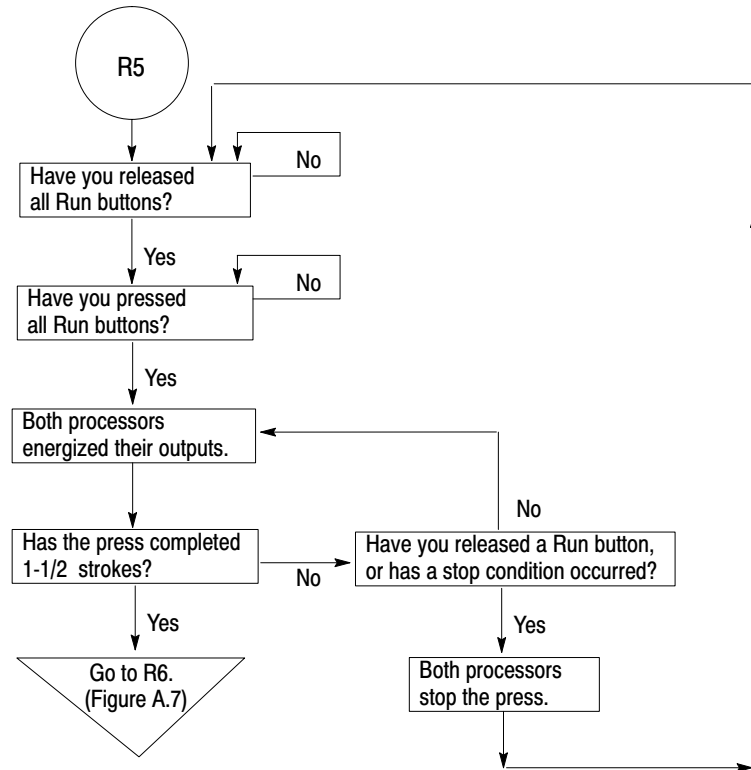 R5
No
Have you released
all Run buttons?
Yes
No
Have you pressed
all Run buttons?
Yes
Both processors
energized their outputs.
No
Has the press completed
1-1/2 strokes?
No
Have you released a Run button,
or has a stop condition occurred?
Yes
Yes
Go to R6.
(Figure A.7)
Both processors
stop the press.